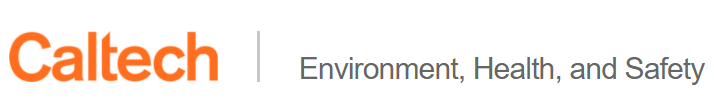 Caltech Environment, Health, and Safety